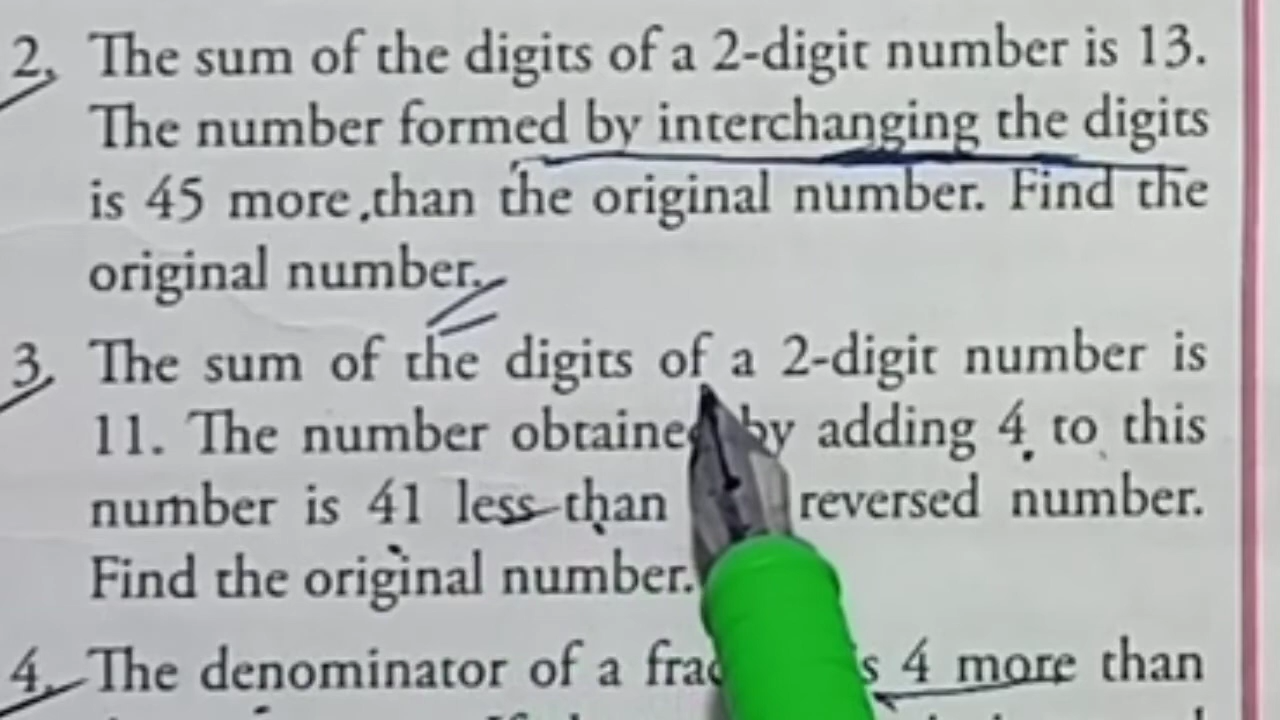 2. The sum of the digits of a 2-digit number is 13.
The number formed by interchanging the digits
is 45 more than the original number. Find the
original number.
3. The sum of the digits of a 2-digit number is
11. The number obtained by adding 4 to this
number is 41 less than reversed number.
Find the original number.
4. The denominator of a 4 more than